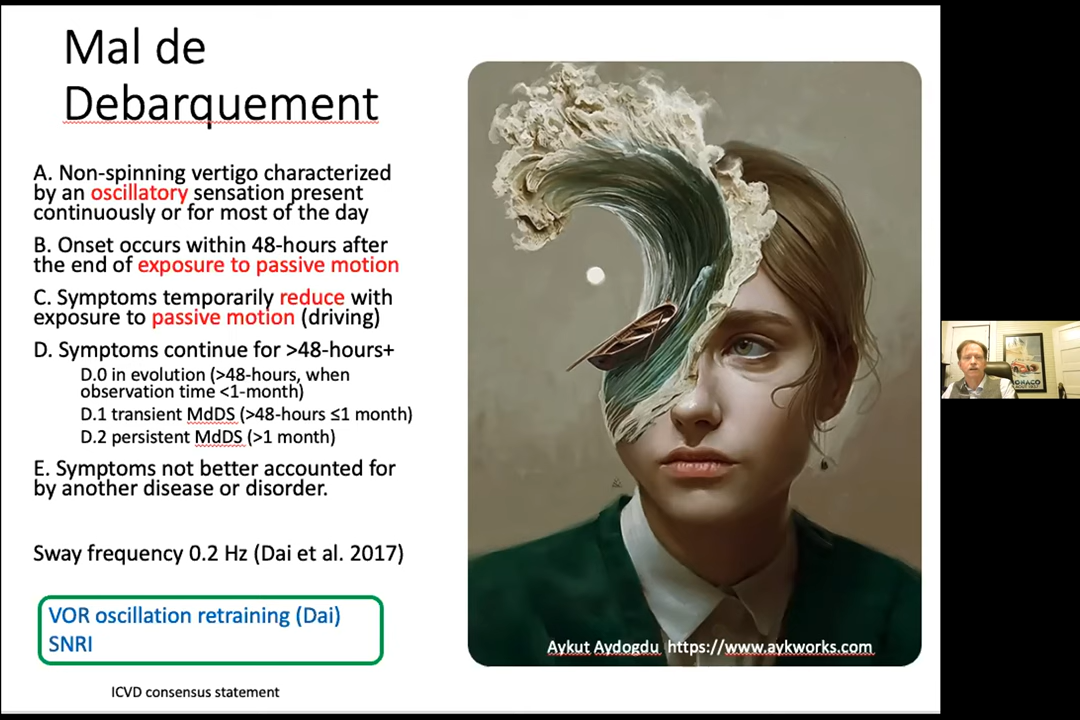 Mal de
Debarquement
A. Non-spinning vertigo characterized
by an oscillatory sensation present
continuously or for most of the day
B. Onset occurs within 48-hours after
the end of exposure to passive motion
C. Symptoms temporarily reduce with
exposure to passive motion (driving)
D. Symptoms continue for >48-hours+
D.0 in evolution (>48-hours, when
observation time <1-month)
D.1 transient MdDS (>48-hours ≤1 month)
D.2 persistent MdDS (>1 month)
E. Symptoms not better accounted for
by another disease or disorder.
Sway frequency 0.2 Hz (Dai et al. 2017)
VOR oscillation retraining (Dai)
SNRI
ICVD consensus statement
Aykut Aydogdu https://www.aykworks.com
MONACO